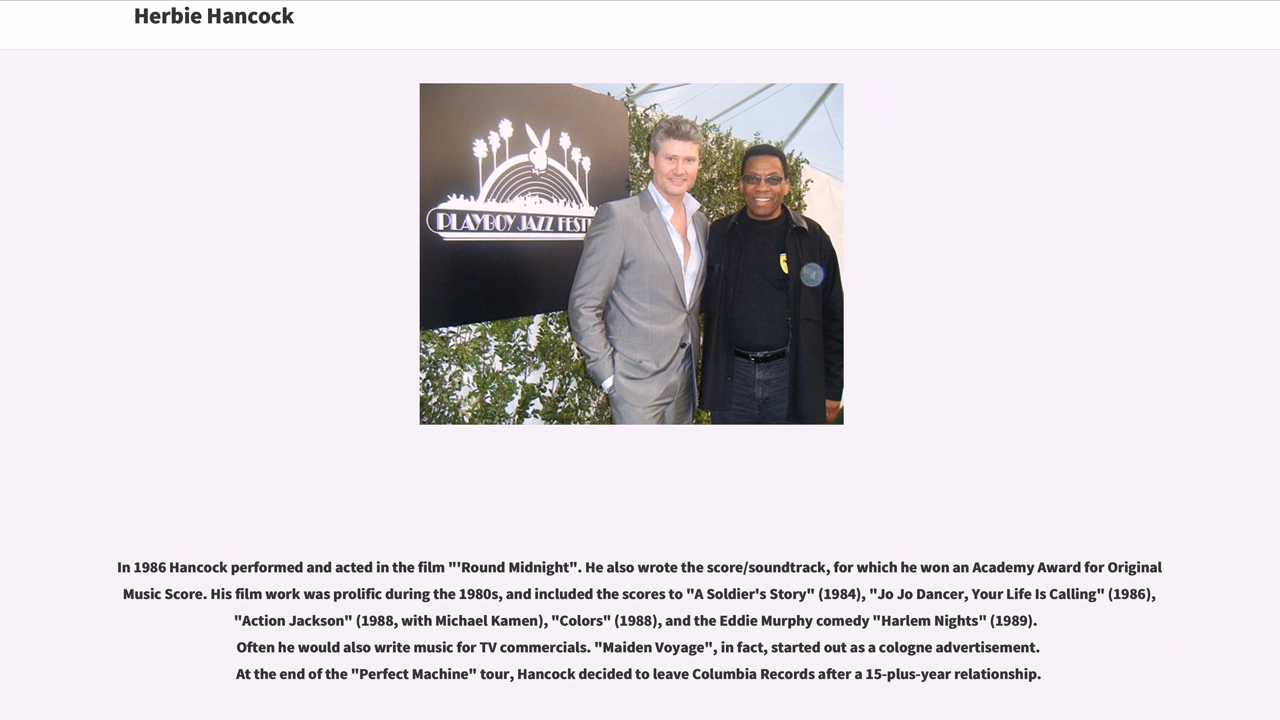 Herbie Hancock
PLAYBOY JAZZ FEST
In 1986 Hancock performed and acted in the film "'Round Midnight". He also wrote the score/soundtrack, for which he won an Academy Award for Original
Music Score. His film work was prolific during the 1980s, and included the scores to "A Soldier's Story" (1984), "Jo Jo Dancer, Your Life Is Calling" (1986),
"Action Jackson" (1988, with Michael Kamen), "Colors" (1988), and the Eddie Murphy comedy "Harlem Nights" (1989).
Often he would also write music for TV commercials. "Maiden Voyage", in fact, started out as a cologne advertisement.
At the end of the "Perfect Machine" tour, Hancock decided to leave Columbia Records after a 15-plus-year relationship.